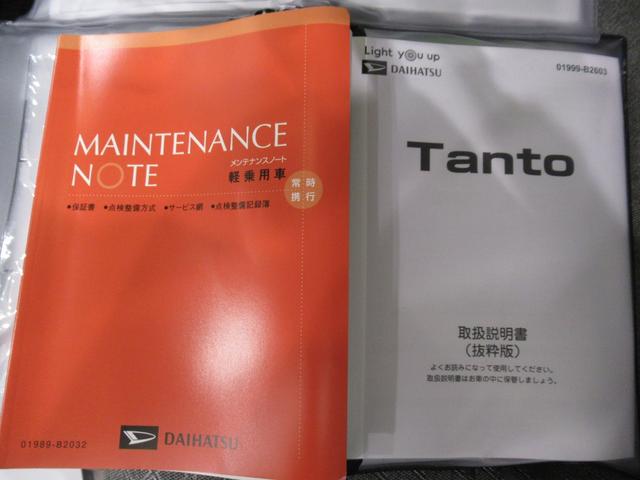 MAINTENANCE
NOTE
メンテナンスノート
軽乗用車
常時
携行
●保証書 ●点検整備方式 ●サービス網 ●点検整備記録簿
01989-B2032
DAIHATSU
Light you up
DAIHATSU
01999-B2603
Tanto
取扱説明書
（抜粋版）
よくお読みになって使用してください。
取扱説明書はお車の中に保管しましょう。